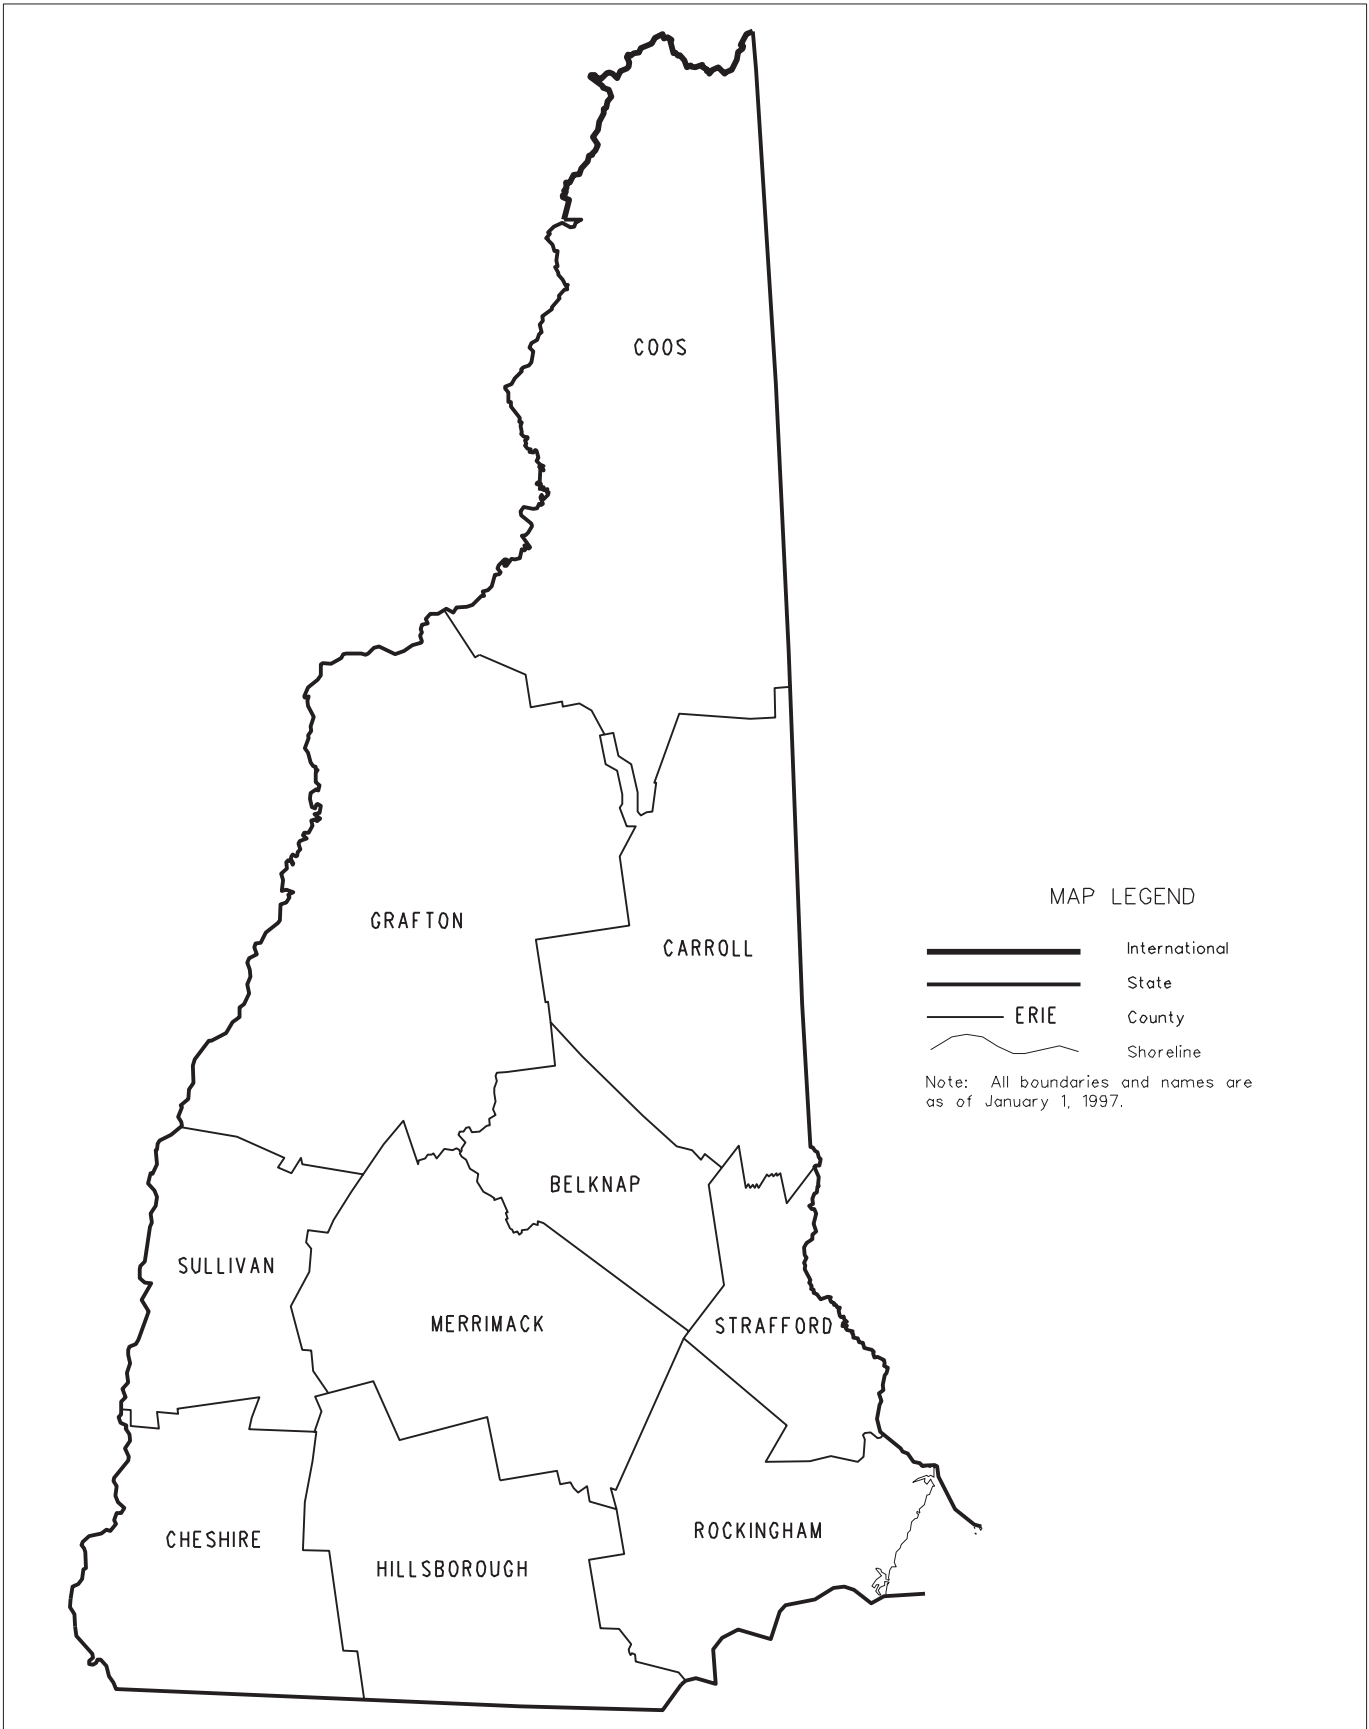 COOS
GRAFTON
CARROLL
MAP LEGEND
International
State
ERIE County
Shoreline
Note: All boundaries and names are
as of January 1, 1997.
BELKNAP
SULLIVAN
MERRIMACK
STRAFFORD
ROCKINGHAM
CHESHIRE
HILLSBOROUGH